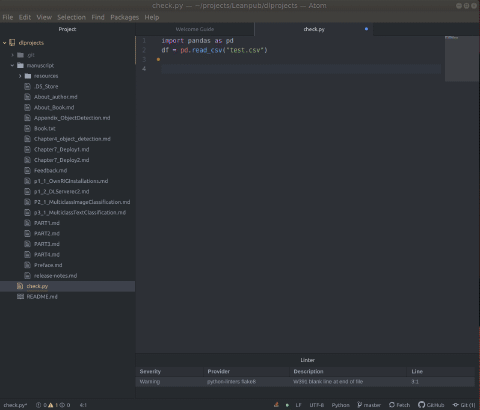 check.py — ~/projects/Leanpub/dlprojects — Atom
File Edit View Selection Find Packages Help
Project
Welcome Guide
check.py
dlprojects
.git
manuscript
resources
.DS_Store
About_author.md
About_Book.md
Appendix_ObjectDetection.md
Book.txt
Chapter4_object_detection.md
Chapter7_Deploy1.md
Chapter7_Deploy2.md
Feedback.md
p1_1_OwnRIGInstallations.md
p1_2_DLServerec2.md
P2_1_MulticlassImageClassification.md
p3_1_MulticlassTextClassification.md
PART1.md
PART2.md
PART3.md
PART4.md
Preface.md
release-notes.md
check.py
README.md
1 import pandas as pd
2 df = pd.read_csv("test.csv")
3
4
Linter
Severity Provider Description Line
Warning python-linters: flake8 W391 blank line at end of file 3:1
check.py* 0 1 0 4:1 LF UTF-8 Python master Fetch GitHub Git (1)